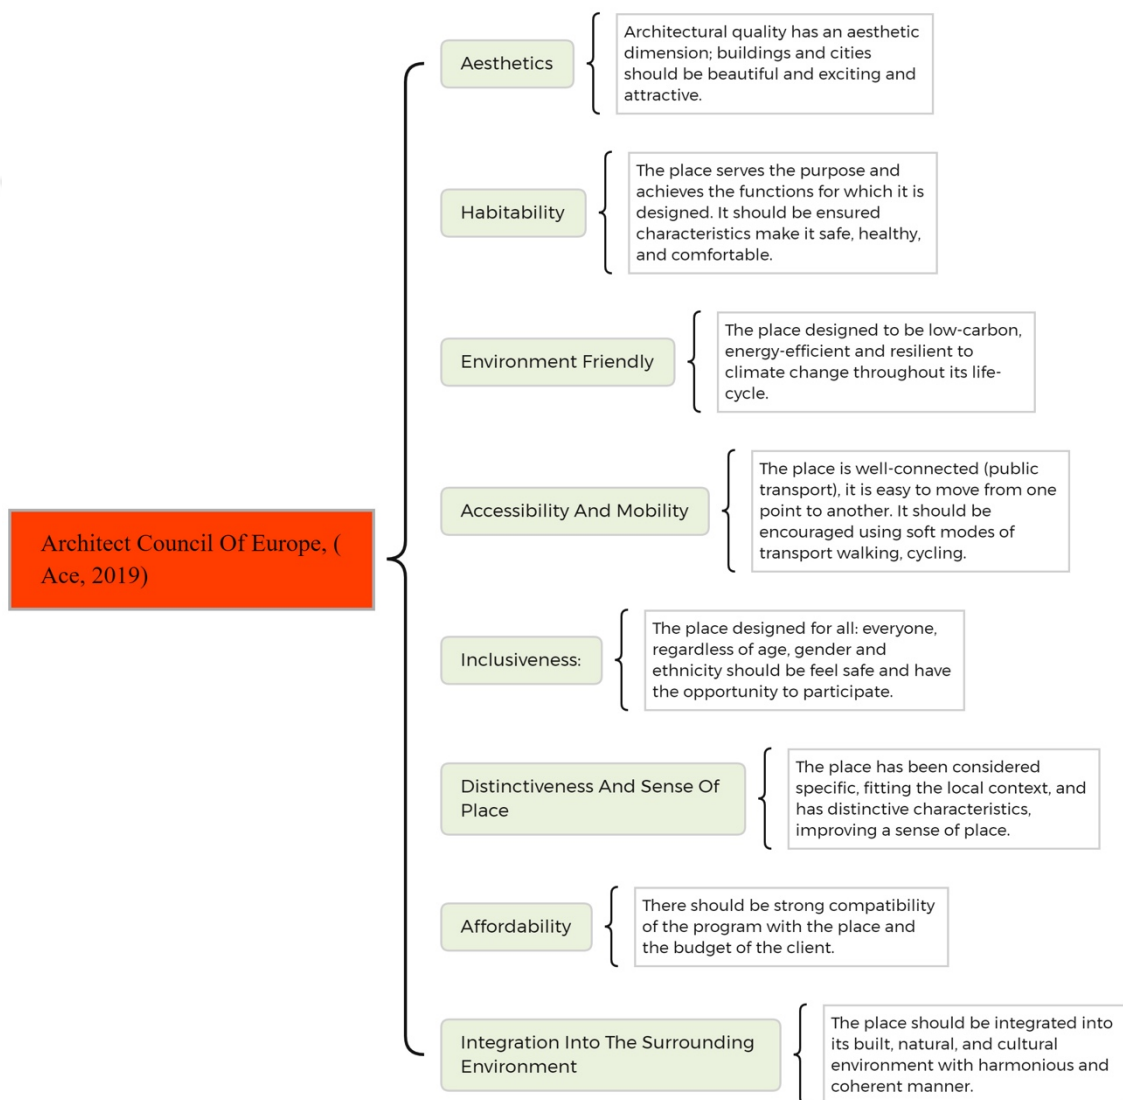 Aesthetics
Architectural quality has an aesthetic
dimension; buildings and cities
should be beautiful and exciting and
attractive.
Habitability
The place serves the purpose and
achieves the functions for which it is
designed. It should be ensured
characteristics make it safe, healthy,
and comfortable.
Environment Friendly
The place designed to be low-carbon,
energy-efficient and resilient to
climate change throughout its life-
cycle.
Accessibility And Mobility
The place is well-connected (public
transport), it is easy to move from one
point to another. It should be
encouraged using soft modes of
transport walking, cycling.
Architect Council Of Europe, (
Ace, 2019)
Inclusiveness:
The place designed for all: everyone,
regardless of age, gender and
ethnicity should be feel safe and have
the opportunity to participate.
Distinctiveness And Sense Of
Place
The place has been considered
specific, fitting the local context, and
has distinctive characteristics,
improving a sense of place.
Affordability
There should be strong compatibility
of the program with the place and
the budget of the client.
Integration Into The Surrounding
Environment
The place should be integrated into
its built, natural, and cultural
environment with harmonious and
coherent manner.